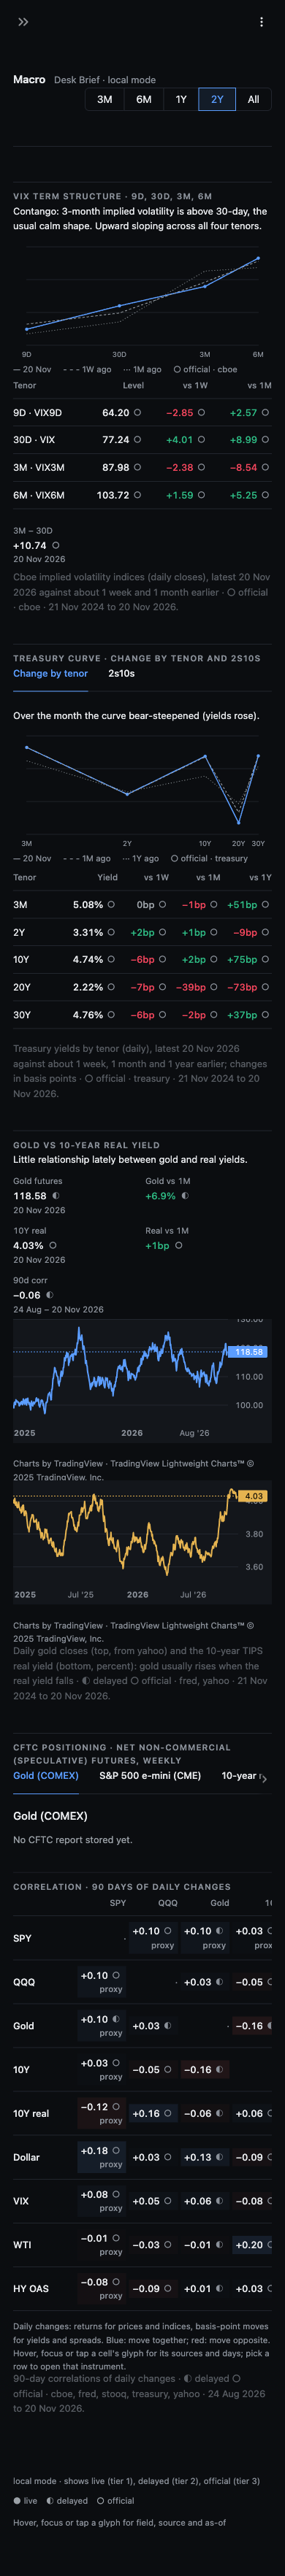 Macro Desk Brief · local mode
3M 6M 1Y 2Y All
VIX TERM STRUCTURE · 9D, 30D, 3M, 6M
Contango: 3-month implied volatility is above 30-day, the
usual calm shape. Upward sloping across all four tenors.
9D 30D 3M 6M
— 20 Nov - - - 1W ago ··· 1M ago ○ official · cboe
Tenor Level vs 1W vs 1M
9D · VIX9D 64.20 ○ −2.85 ○ +2.57 ○
30D · VIX 77.24 ○ +4.01 ○ +8.99 ○
3M · VIX3M 87.98 ○ −2.38 ○ −8.54 ○
6M · VIX6M 103.72 ○ +1.59 ○ +5.25 ○
3M − 30D
+10.74 ○
20 Nov 2026
Cboe implied volatility indices (daily closes), latest 20 Nov
2026 against about 1 week and 1 month earlier · ○ official
· cboe · 21 Nov 2024 to 20 Nov 2026.
TREASURY CURVE · CHANGE BY TENOR AND 2S10S
Change by tenor 2s10s
Over the month the curve bear-steepened (yields rose).
3M 2Y 10Y 20Y 30Y
— 20 Nov - - - 1M ago ··· 1Y ago ○ official · treasury
Tenor Yield vs 1W vs 1M vs 1Y
3M 5.08% ○ 0bp ○ −1bp ○ +51bp ○
2Y 3.31% ○ +2bp ○ +1bp ○ −9bp ○
10Y 4.74% ○ −6bp ○ +2bp ○ +75bp ○
20Y 2.22% ○ −7bp ○ −39bp ○ −73bp ○
30Y 4.76% ○ −6bp ○ −2bp ○ +37bp ○
Treasury yields by tenor (daily), latest 20 Nov 2026
against about 1 week, 1 month and 1 year earlier; changes
in basis points · ○ official · treasury · 21 Nov 2024 to 20
Nov 2026.
GOLD VS 10-YEAR REAL YIELD
Little relationship lately between gold and real yields.
Gold futures Gold vs 1M
118.58 ◐ +6.9% ◐
20 Nov 2026
10Y real Real vs 1M
4.03% ○ +1bp ○
20 Nov 2026
90d corr
−0.06 ◐
24 Aug – 20 Nov 2026
130.00
118.58
110.00
100.00
2025 2026 Aug '26
Charts by TradingView · TradingView Lightweight Charts™ ©
2025 TradingView, Inc.
4.03
3.80
3.60
2025 Jul '25 2026 Jul '26
Charts by TradingView · TradingView Lightweight Charts™ ©
2025 TradingView, Inc.
Daily gold closes (top, from yahoo) and the 10-year TIPS
real yield (bottom, percent): gold usually rises when the
real yield falls · ◐ delayed ○ official · fred, yahoo · 21 Nov
2024 to 20 Nov 2026.
CFTC POSITIONING · NET NON-COMMERCIAL
(SPECULATIVE) FUTURES, WEEKLY
Gold (COMEX) S&P 500 e-mini (CME) 10-year
Gold (COMEX)
No CFTC report stored yet.
CORRELATION · 90 DAYS OF DAILY CHANGES
SPY QQQ Gold
SPY · +0.10 ○ proxy +0.10 ◐ proxy +0.03 ○
QQQ +0.10 ○ proxy · +0.03 ◐ −0.05 ○
Gold +0.10 ◐ proxy +0.03 ◐ · −0.16 ◐
10Y +0.03 ○ proxy −0.05 ○ −0.16 ◐
10Y real −0.12 ○ proxy +0.16 ○ −0.06 ◐ +0.06 ○
Dollar +0.18 ○ proxy +0.03 ○ +0.13 ◐ −0.09 ○
VIX +0.08 ○ proxy +0.05 ○ +0.06 ◐ −0.08 ○
WTI −0.01 ○ proxy −0.03 ○ −0.01 ◐ +0.20 ○
HY OAS −0.08 ○ proxy −0.09 ○ +0.01 ◐ +0.03 ○
Daily changes: returns for prices and indices, basis-point moves
for yields and spreads. Blue: move together; red: move opposite.
Hover, focus or tap a cell's glyph for its sources and days; pick a
row to open that instrument.
90-day correlations of daily changes · ◐ delayed ○
official · cboe, fred, stooq, treasury, yahoo · 24 Aug 2026
to 20 Nov 2026.
local mode · shows live (tier 1), delayed (tier 2), official (tier 3)
● live ◐ delayed ○ official
Hover, focus or tap a glyph for field, source and as-of